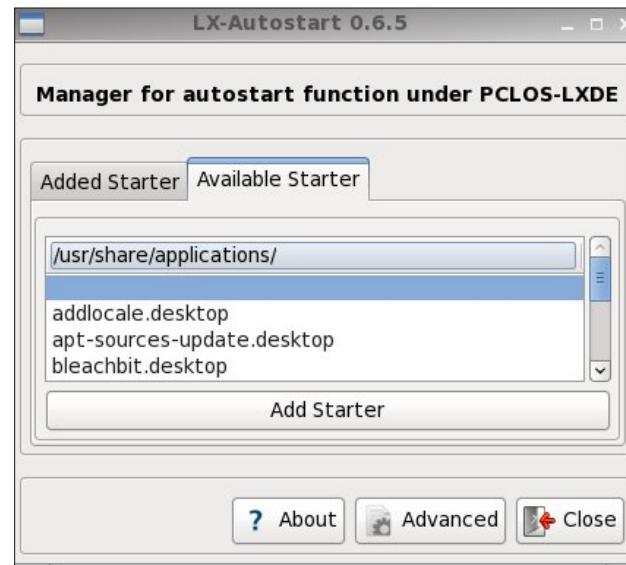 LX-Autostart 0.6.5
Manager for autostart function under PCLOS-LXDE
Added Starter Available Starter
/usr/share/applications/
addlocale.desktop
apt-sources-update.desktop
bleachbit.desktop
Add Starter
? About Advanced Close